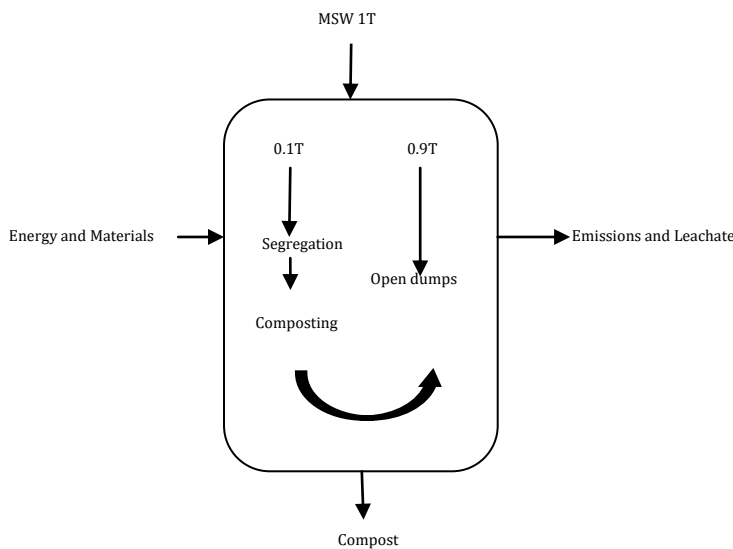 MSW 1T
0.1T
0.9T
Energy and Materials
Emissions and Leachate
Segregation
Open dumps
Composting
Compost